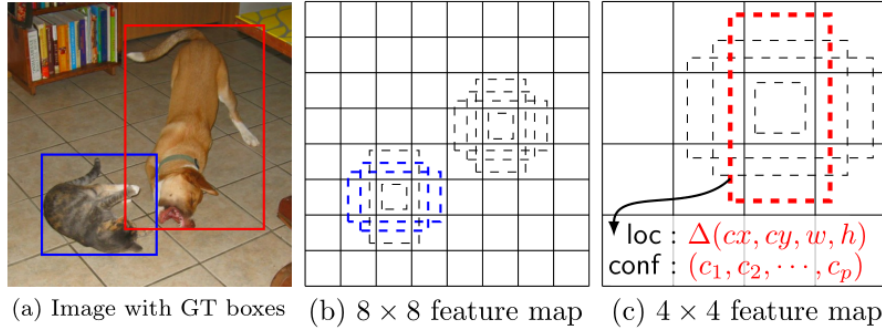 loc : Δ(cx, cy, w, h)
conf : (c₁, c₂, ⋯, cₚ)
(a) Image with GT boxes
(b) 8 × 8 feature map
(c) 4 × 4 feature map